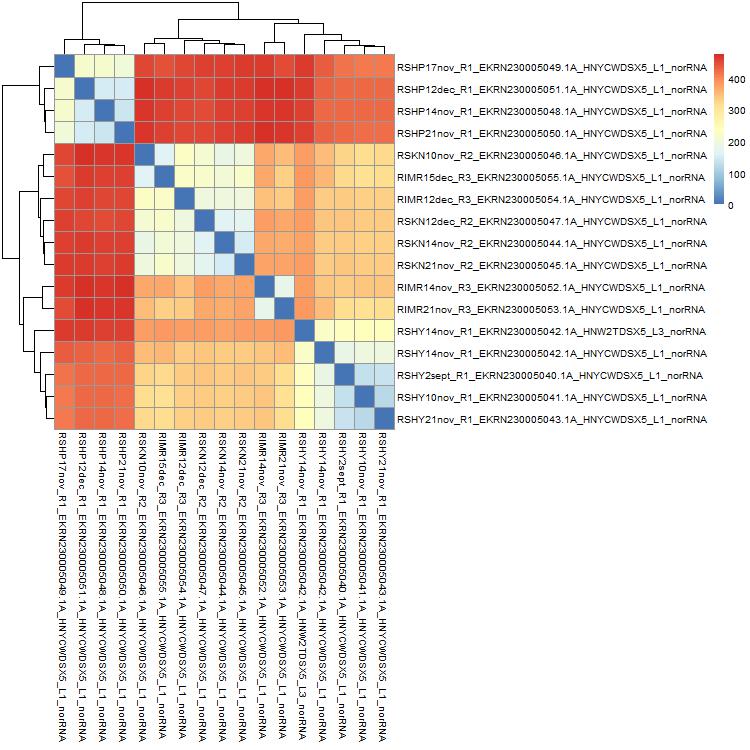 RSHP17nov_R1_EKRN230005049.1A_HNYCWDSX5_L1_norRNA
RSHP12dec_R1_EKRN230005051.1A_HNYCWDSX5_L1_norRNA
RSHP14nov_R1_EKRN230005048.1A_HNYCWDSX5_L1_norRNA
RSHP21nov_R1_EKRN230005050.1A_HNYCWDSX5_L1_norRNA
RSKN10nov_R2_EKRN230005046.1A_HNYCWDSX5_L1_norRNA
RIMR15dec_R3_EKRN230005055.1A_HNYCWDSX5_L1_norRNA
RIMR12dec_R3_EKRN230005054.1A_HNYCWDSX5_L1_norRNA
RSKN12dec_R2_EKRN230005047.1A_HNYCWDSX5_L1_norRNA
RSKN14nov_R2_EKRN230005044.1A_HNYCWDSX5_L1_norRNA
RSKN21nov_R2_EKRN230005045.1A_HNYCWDSX5_L1_norRNA
RIMR14nov_R3_EKRN230005052.1A_HNYCWDSX5_L1_norRNA
RIMR21nov_R3_EKRN230005053.1A_HNYCWDSX5_L1_norRNA
RSHY14nov_R1_EKRN230005042.1A_HNW2TDSX5_L3_norRNA
RSHY14nov_R1_EKRN230005042.1A_HNYCWDSX5_L1_norRNA
RSHY2sept_R1_EKRN230005040.1A_HNYCWDSX5_L1_norRNA
RSHY10nov_R1_EKRN230005041.1A_HNYCWDSX5_L1_norRNA
RSHY21nov_R1_EKRN230005043.1A_HNYCWDSX5_L1_norRNA
400
300
200
100
0
RSHP17nov_R1_EKRN230005049.1A_HNYCWDSX5_L1_norRNA
RSHP12dec_R1_EKRN230005051.1A_HNYCWDSX5_L1_norRNA
RSHP14nov_R1_EKRN230005048.1A_HNYCWDSX5_L1_norRNA
RSHP21nov_R1_EKRN230005050.1A_HNYCWDSX5_L1_norRNA
RSKN10nov_R2_EKRN230005046.1A_HNYCWDSX5_L1_norRNA
RIMR15dec_R3_EKRN230005055.1A_HNYCWDSX5_L1_norRNA
RIMR12dec_R3_EKRN230005054.1A_HNYCWDSX5_L1_norRNA
RSKN12dec_R2_EKRN230005047.1A_HNYCWDSX5_L1_norRNA
RSKN14nov_R2_EKRN230005044.1A_HNYCWDSX5_L1_norRNA
RSKN21nov_R2_EKRN230005045.1A_HNYCWDSX5_L1_norRNA
RIMR14nov_R3_EKRN230005052.1A_HNYCWDSX5_L1_norRNA
RIMR21nov_R3_EKRN230005053.1A_HNYCWDSX5_L1_norRNA
RSHY14nov_R1_EKRN230005042.1A_HNW2TDSX5_L3_norRNA
RSHY14nov_R1_EKRN230005042.1A_HNYCWDSX5_L1_norRNA
RSHY2sept_R1_EKRN230005040.1A_HNYCWDSX5_L1_norRNA
RSHY10nov_R1_EKRN230005041.1A_HNYCWDSX5_L1_norRNA
RSHY21nov_R1_EKRN230005043.1A_HNYCWDSX5_L1_norRNA